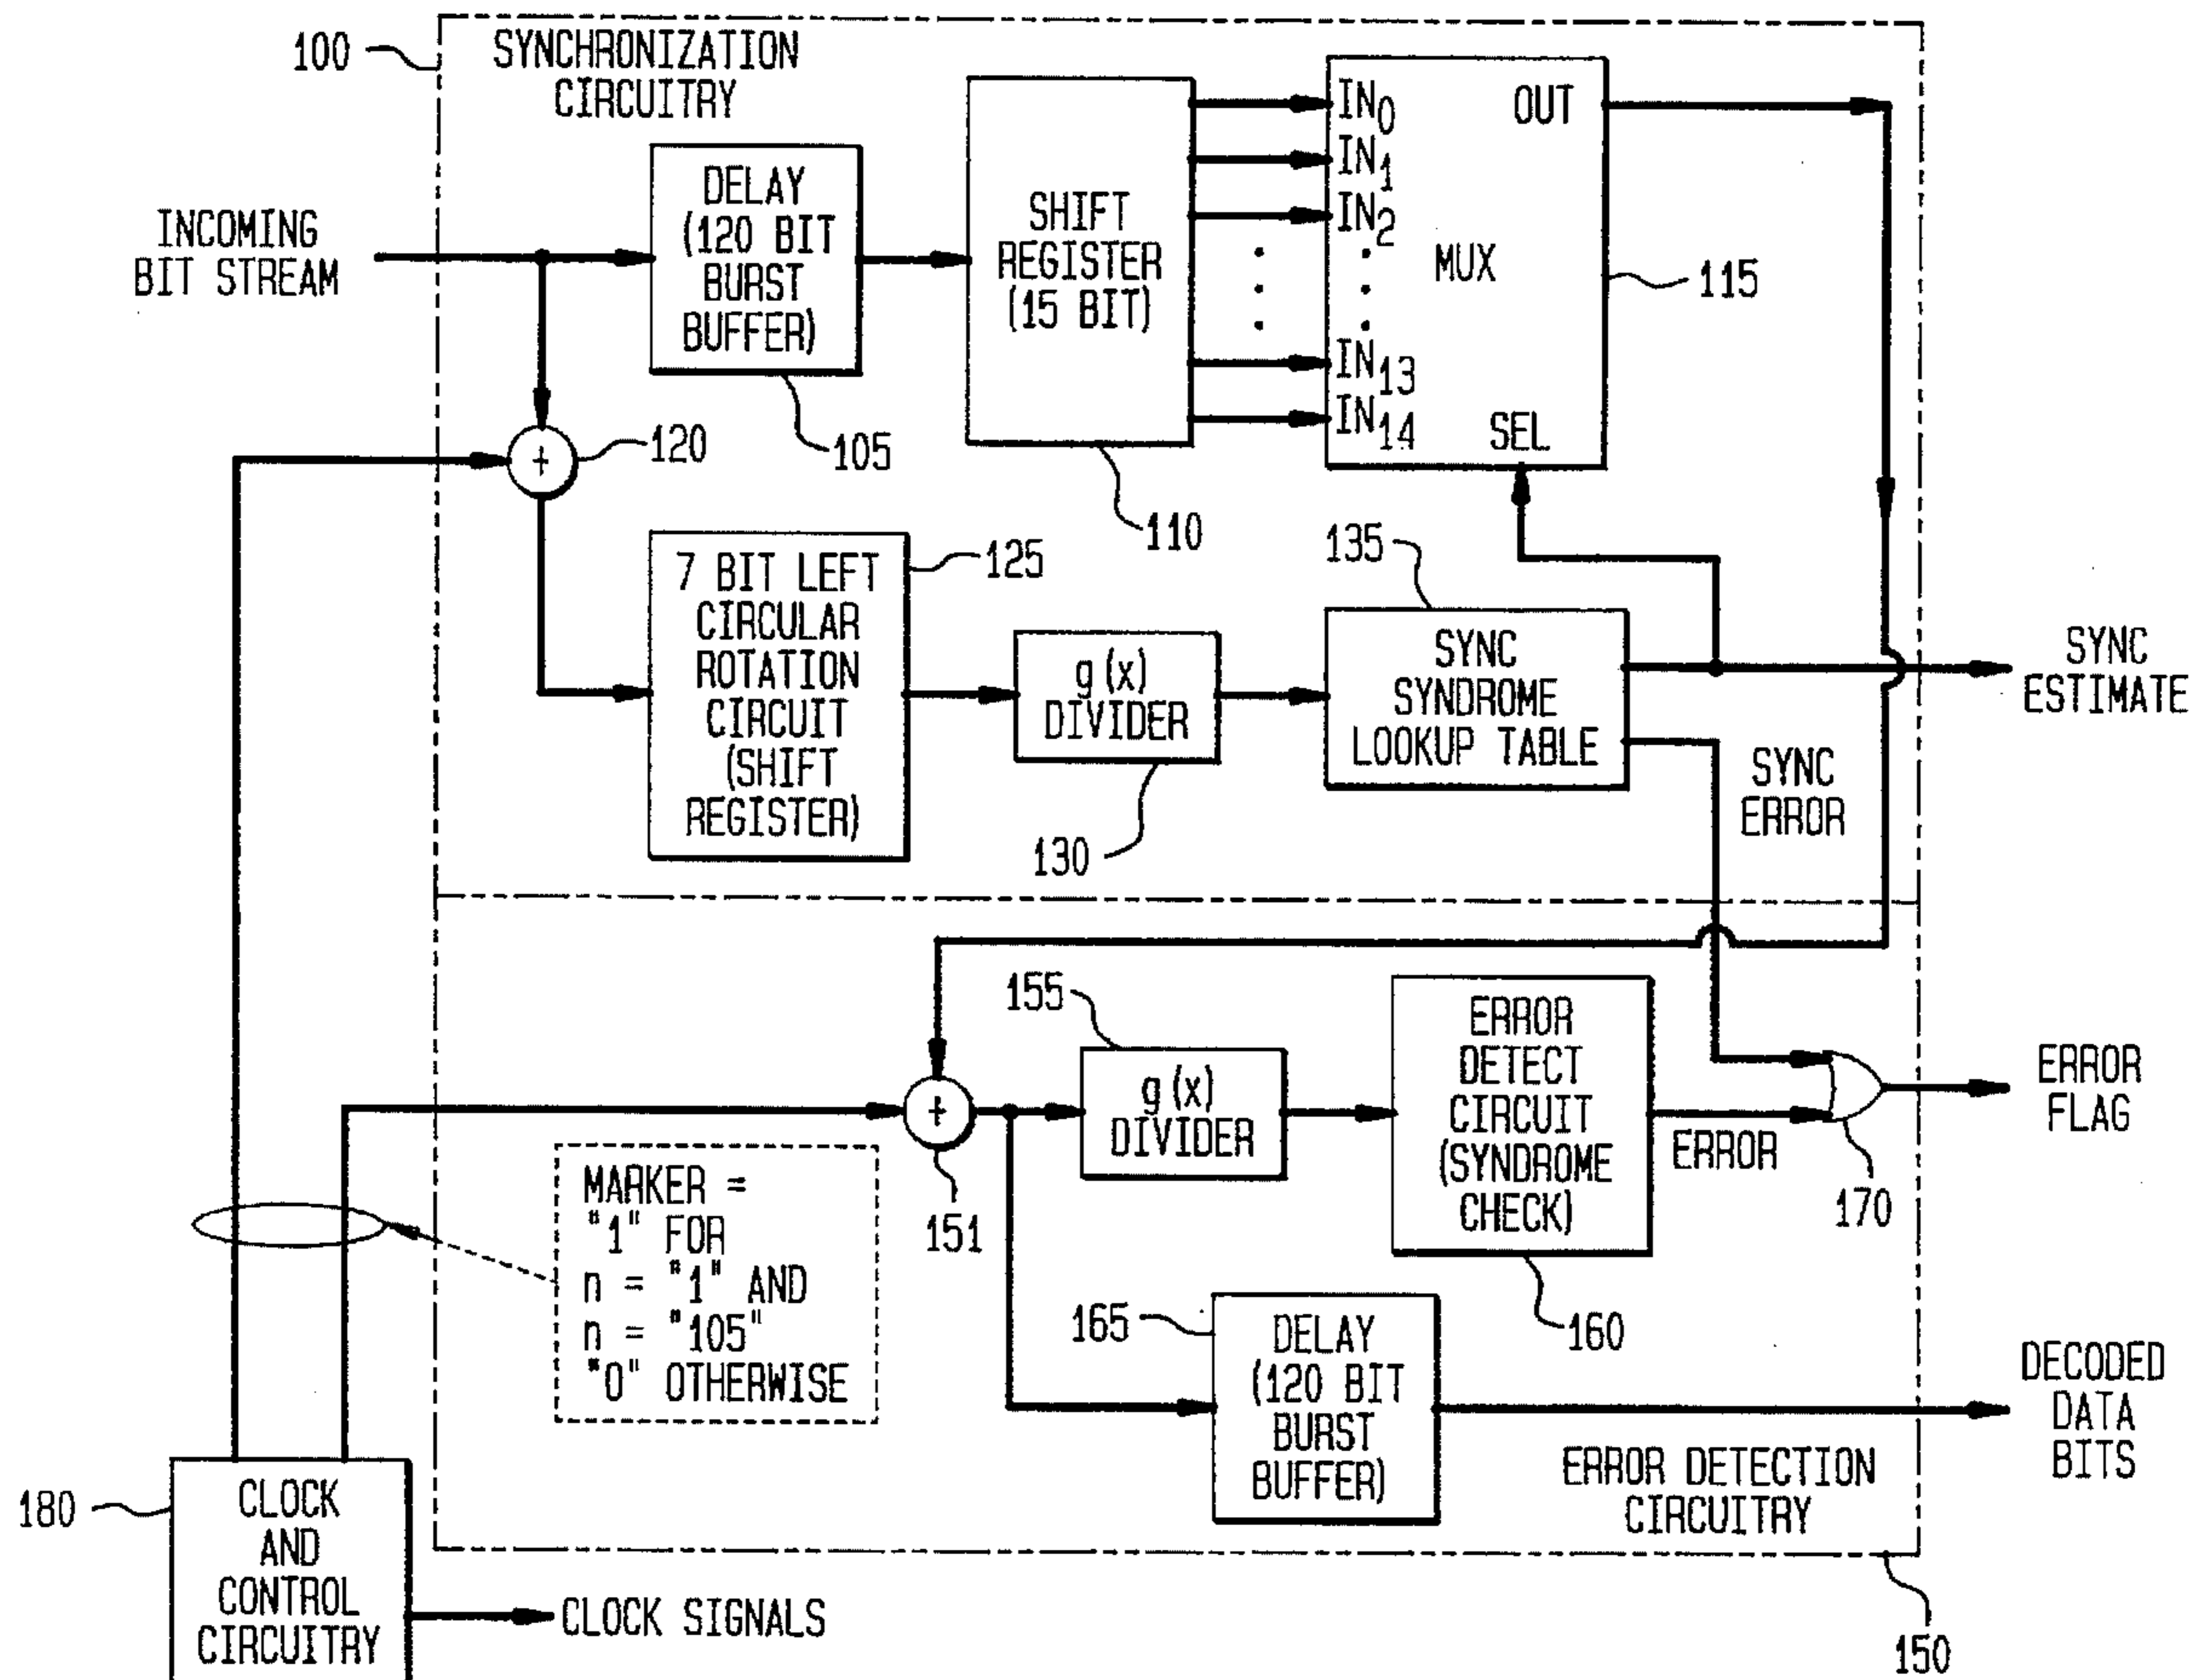 100
SYNCHRONIZATION
CIRCUITRY
INCOMING
BIT STREAM
DELAY
(120 BIT
BURST
BUFFER)
105
SHIFT
REGISTER
(15 BIT)
110
IN0
IN1
IN2
IN13
IN14
OUT
MUX
SEL
115
+
120
7 BIT LEFT
CIRCULAR
ROTATION
CIRCUIT
(SHIFT
REGISTER)
125
g(x)
DIVIDER
130
135
SYNC
SYNDROME
LOOKUP TABLE
SYNC
ESTIMATE
SYNC
ERROR
155
+
151
g(x)
DIVIDER
ERROR
DETECT
CIRCUIT
(SYNDROME
CHECK)
160
ERROR
170
ERROR
FLAG
MARKER =
"1" FOR
n = "1" AND
n = "105"
"0" OTHERWISE
165
DELAY
(120 BIT
BURST
BUFFER)
DECODED
DATA
BITS
ERROR DETECTION
CIRCUITRY
150
180
CLOCK
AND
CONTROL
CIRCUITRY
CLOCK SIGNALS